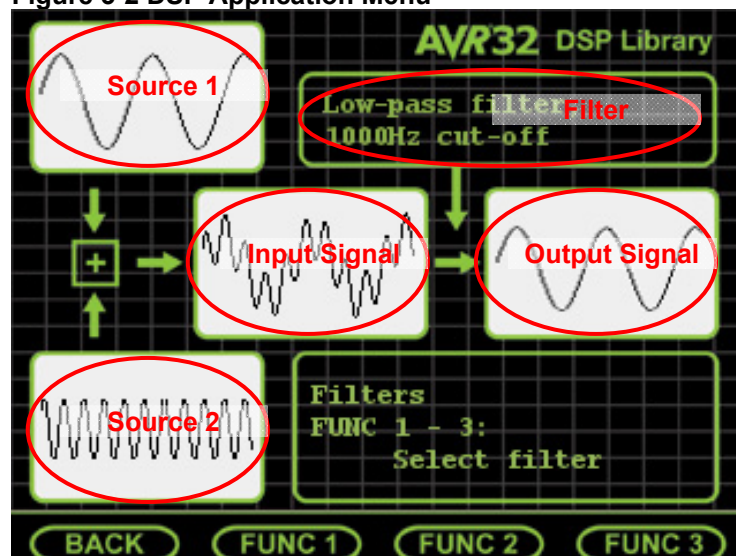 Figure 3-2 DSP Application Menu
AVR32 DSP Library
Source 1
Low-pass filter
Filter
1000Hz cut-off
+
Input Signal
Output Signal
Source 2
Filters
FUNC 1 - 3:
Select filter
BACK
FUNC 1
FUNC 2
FUNC 3